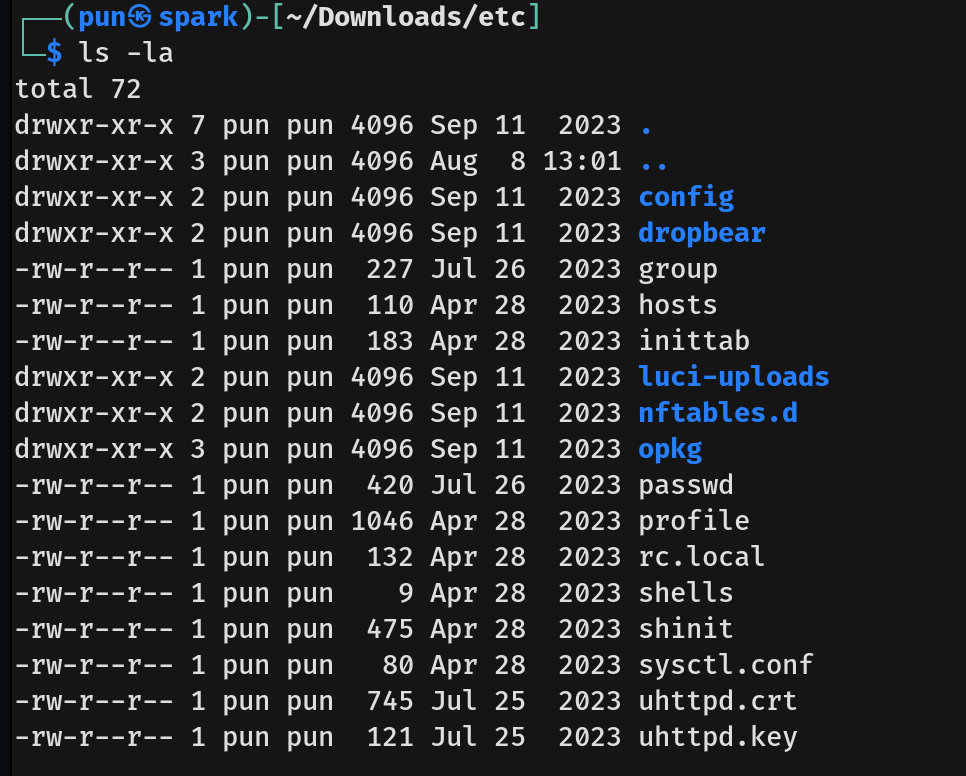 ┌──(pun㉿spark)-[~/Downloads/etc]
└─$ ls -la
total 72
drwxr-xr-x 7 pun pun 4096 Sep 11  2023 .
drwxr-xr-x 3 pun pun 4096 Aug  8 13:01 ..
drwxr-xr-x 2 pun pun 4096 Sep 11  2023 config
drwxr-xr-x 2 pun pun 4096 Sep 11  2023 dropbear
-rw-r--r-- 1 pun pun  227 Jul 26  2023 group
-rw-r--r-- 1 pun pun  110 Apr 28  2023 hosts
-rw-r--r-- 1 pun pun  183 Apr 28  2023 inittab
drwxr-xr-x 2 pun pun 4096 Sep 11  2023 luci-uploads
drwxr-xr-x 2 pun pun 4096 Sep 11  2023 nftables.d
drwxr-xr-x 3 pun pun 4096 Sep 11  2023 opkg
-rw-r--r-- 1 pun pun  420 Jul 26  2023 passwd
-rw-r--r-- 1 pun pun 1046 Apr 28  2023 profile
-rw-r--r-- 1 pun pun  132 Apr 28  2023 rc.local
-rw-r--r-- 1 pun pun    9 Apr 28  2023 shells
-rw-r--r-- 1 pun pun  475 Apr 28  2023 shinit
-rw-r--r-- 1 pun pun   80 Apr 28  2023 sysctl.conf
-rw-r--r-- 1 pun pun  745 Jul 25  2023 uhttpd.crt
-rw-r--r-- 1 pun pun  121 Jul 25  2023 uhttpd.key